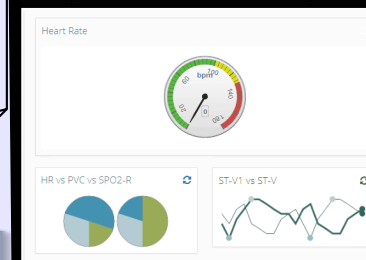 Heart Rate
bpm
60
100
140
20
180
0
HR vs PVC vs SPO2-R
ST-V1 vs ST-V